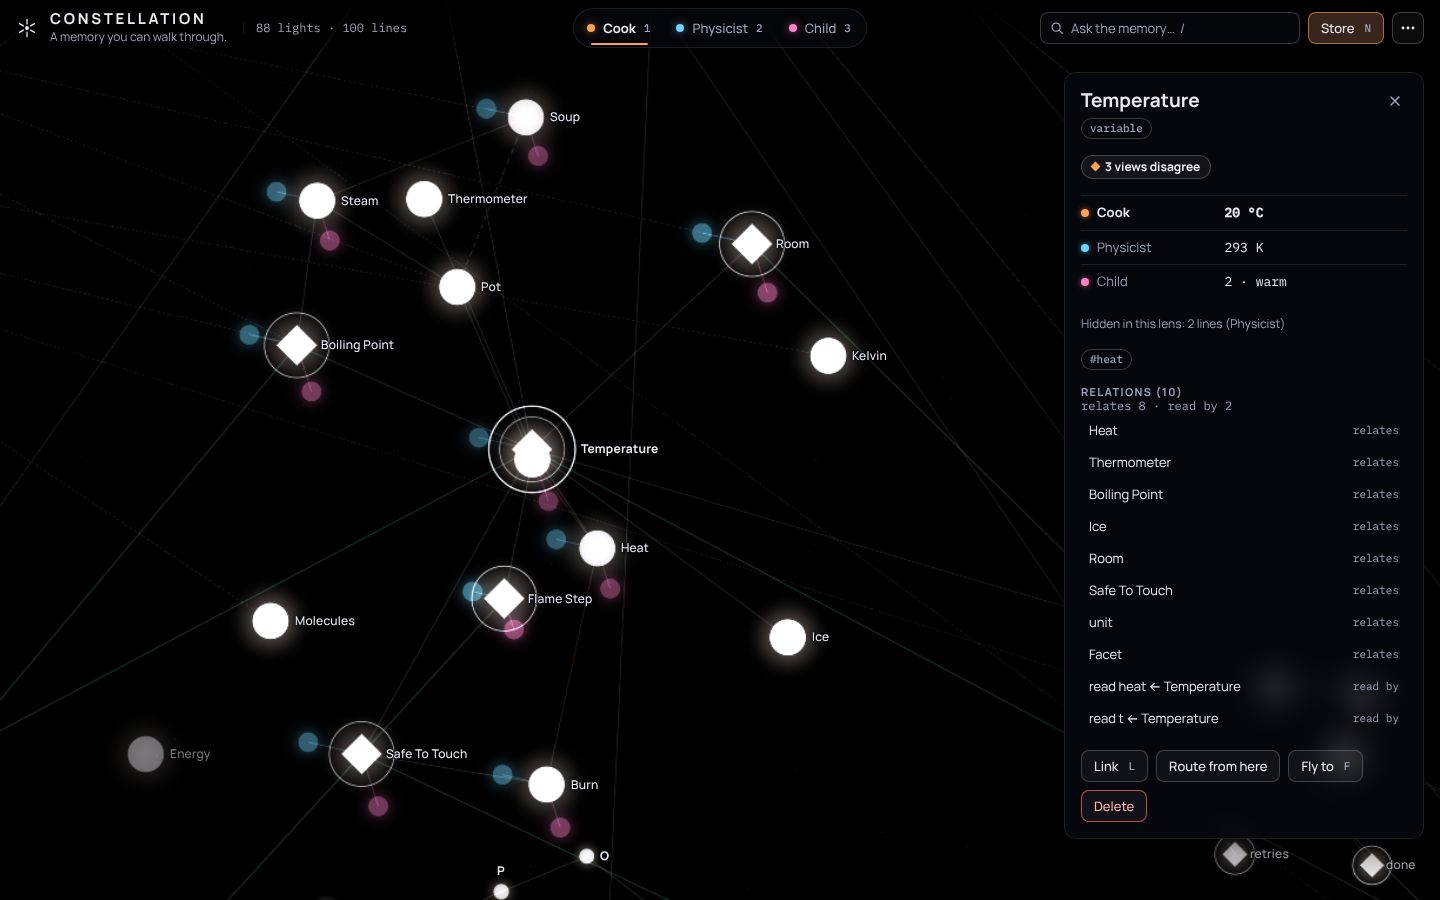 CONSTELLATION
A memory you can walk through.
88 lights · 100 lines
Cook 1
Physicist 2
Child 3
Ask the memory... /
Store N
Temperature
variable
3 views disagree
Cook 20 °C
Physicist 293 K
Child 2 · warm
Hidden in this lens: 2 lines (Physicist)
#heat
RELATIONS (10)
relates 8 · read by 2
Heat relates
Thermometer relates
Boiling Point relates
Ice relates
Room relates
Safe To Touch relates
unit relates
Facet relates
read heat ← Temperature read by
read t ← Temperature read by
Link L
Route from here
Fly to F
Delete
Soup
Steam
Thermometer
Room
Pot
Boiling Point
Kelvin
Temperature
Heat
Flame Step
Molecules
Ice
Energy
Safe To Touch
Burn
O
P
retries
done